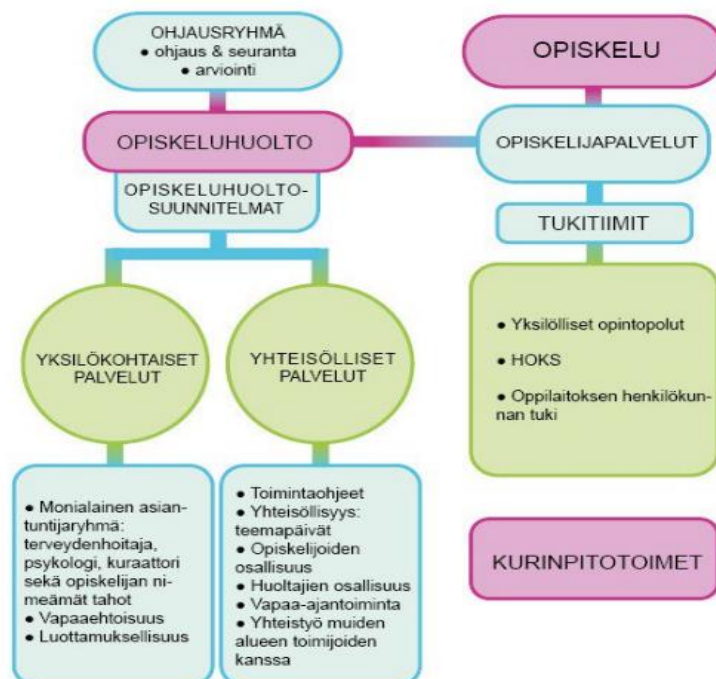 OHJAUSRYHMÄ
● ohjaus & seuranta
● arviointi
OPISKELUHUOLTO
OPISKELUHUOLTO-
SUUNNITELMAT
YKSILÖKOHTAISET
PALVELUT
YHTEISÖLLISET
PALVELUT
● Monialainen asian-
tuntijaryhmä:
terveydenhoitaja,
psykologi, kuraattori
sekä opiskelijan ni-
meämät tahot
● Vapaaehtoisuus
● Luottamuksellisuus
● Toimintaohjeet
● Yhteisöllisyys:
teemapäivät
● Opiskelijoiden
osallisuus
● Huoltajien osallisuus
● Vapaa-ajantoiminta
● Yhteistyö muiden
alueen toimijoiden
kanssa
OPISKELU
OPISKELIJAPALVELUT
TUKITIIMIT
● Yksilölliset opintopolut
● HOKS
● Oppilaitoksen henkilökun-
nan tuki
KURINPITOTOIMET